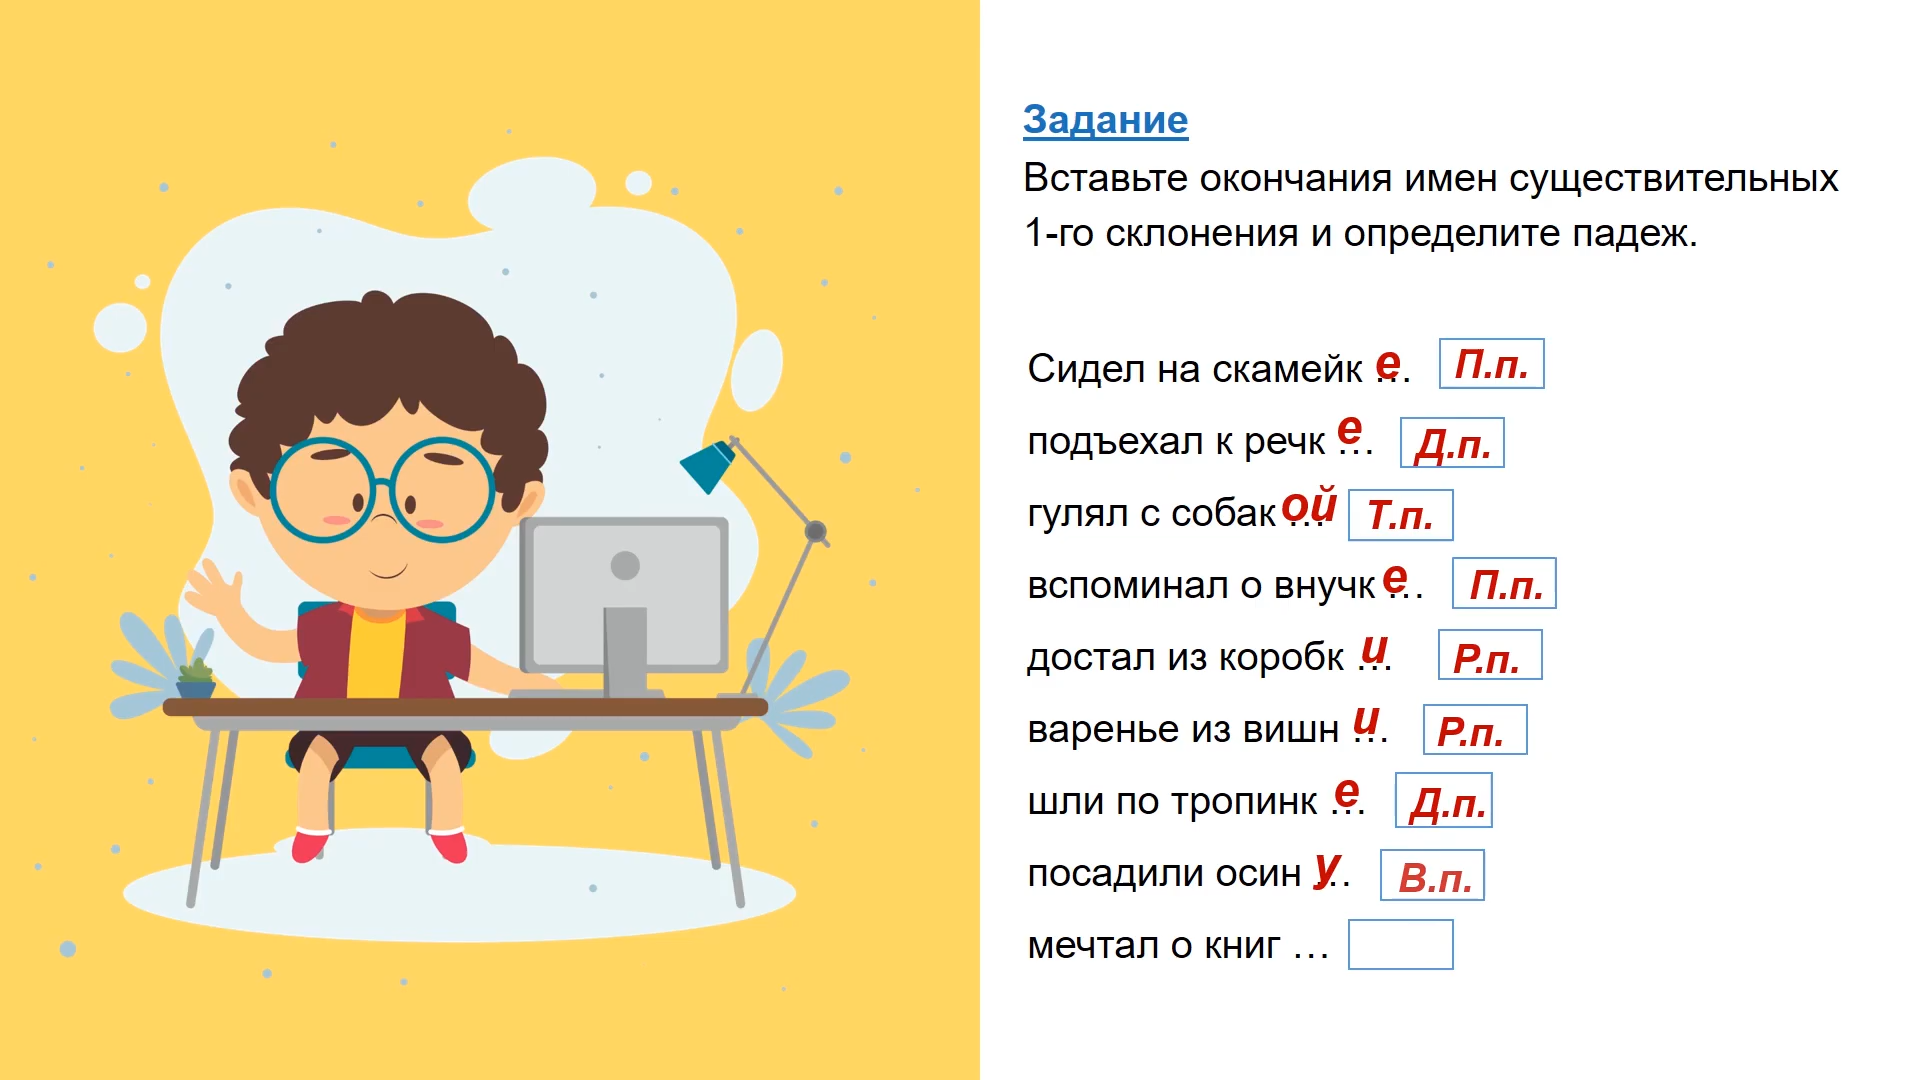 Задание
Вставьте окончания имен существительных
1-го склонения и определите падеж.
Сидел на скамейк е... П.п.
подъехал к речк е... Д.п.
гулял с собак ой... Т.п.
вспоминал о внучк е... П.п.
достал из коробк и... Р.п.
варенье из вишн и... Р.п.
шли по тропинк е... Д.п.
посадили осин у... В.п.
мечтал о книг ...